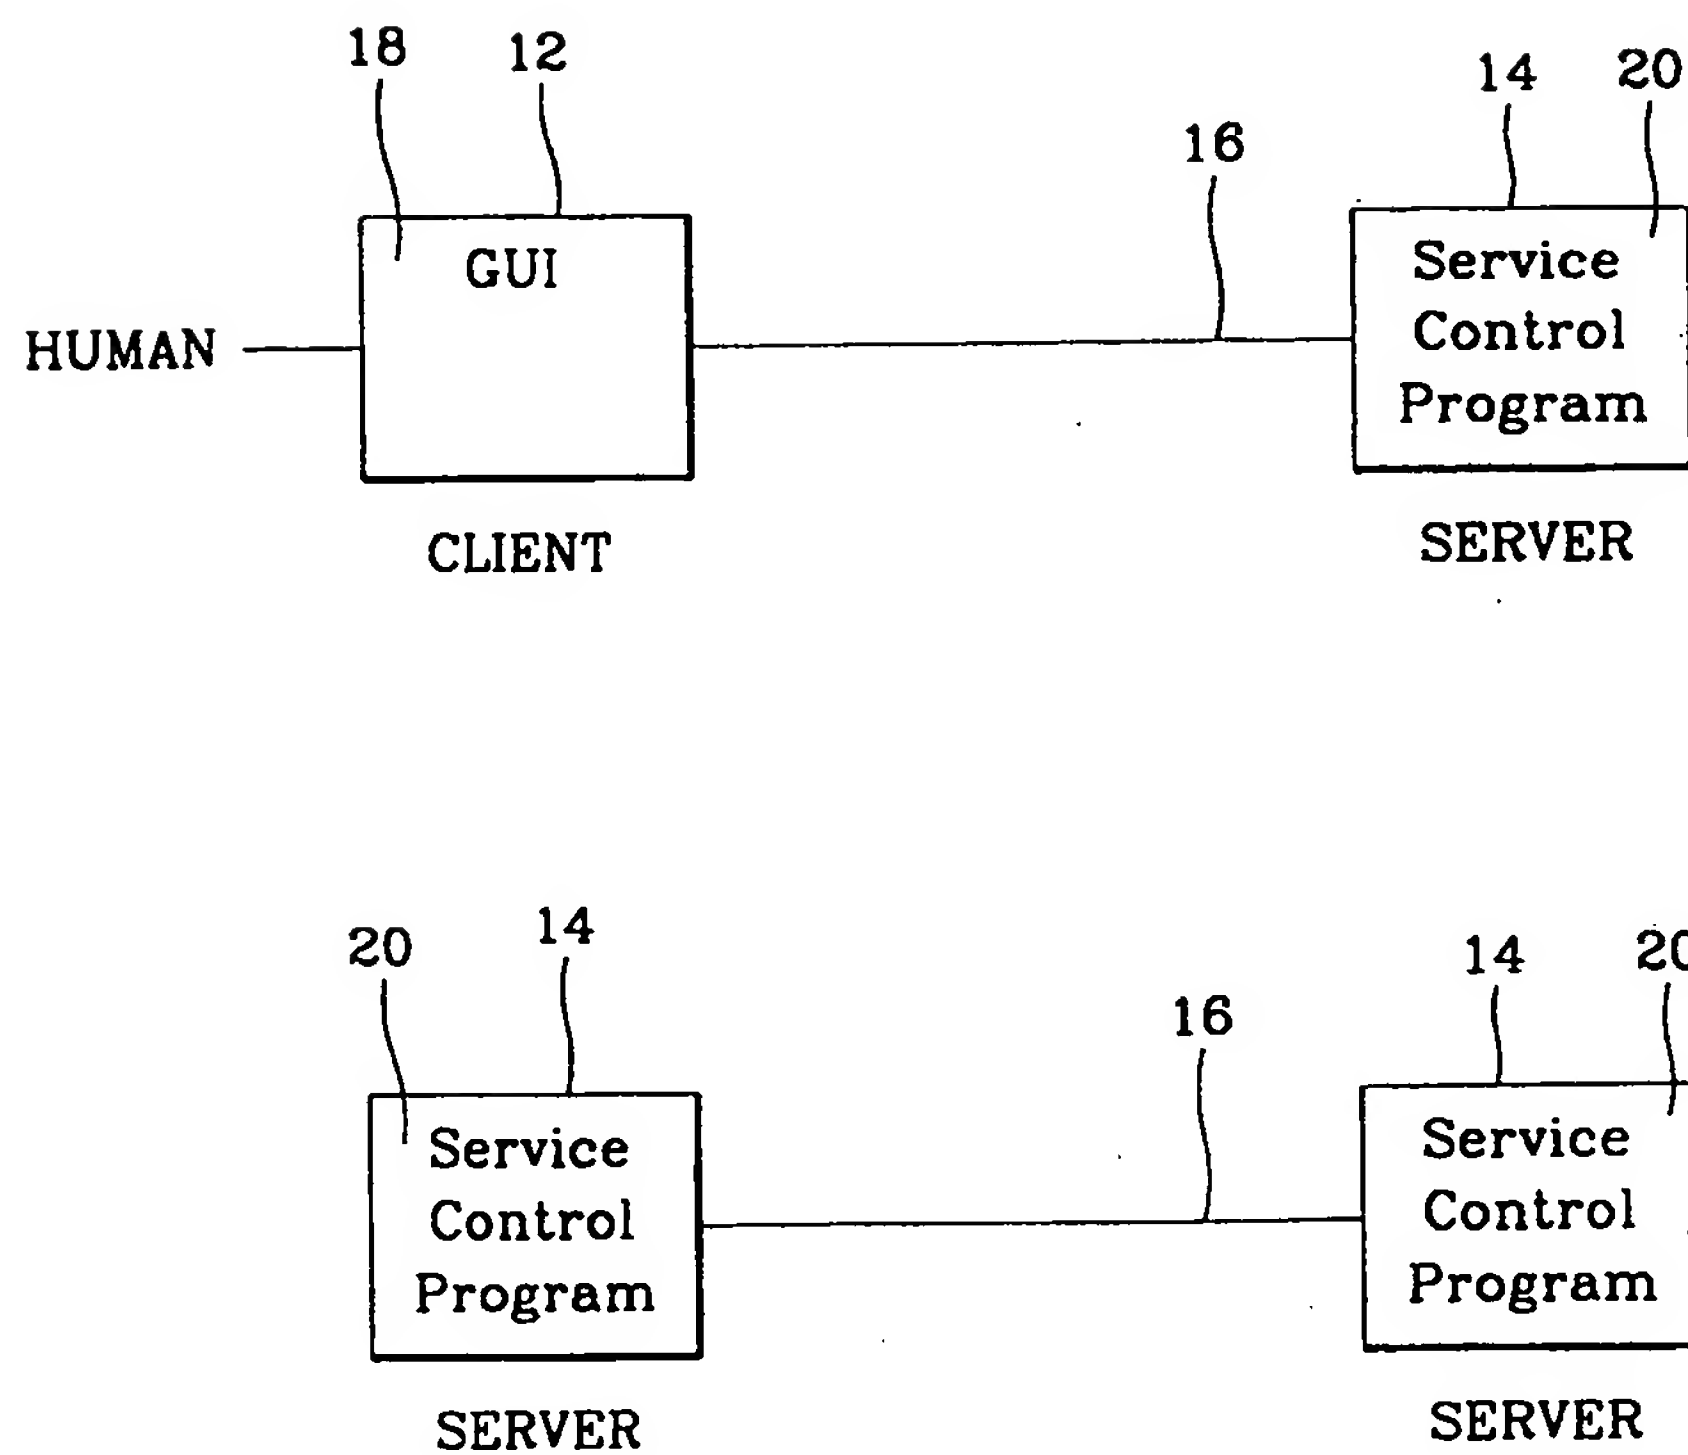 18 12
14 20
16
GUI
Service
Control
Program
HUMAN
CLIENT
SERVER
20 14
14 20
16
Service
Control
Program
Service
Control
Program
SERVER
SERVER